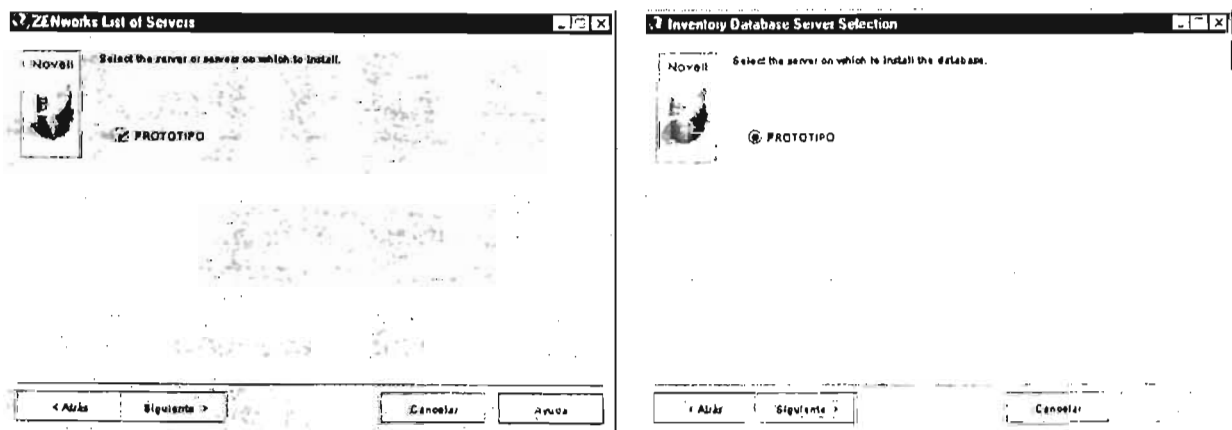 ZENworks List of Servers
Novell
Select the server or servers on which to install.
PROTOTIPO
< Atrás
Siguiente >
Cancelar
Ayuda
Inventory Database Server Selection
Novell
Select the server on which to install the database.
PROTOTIPO
< Atrás
Siguiente >
Cancelar